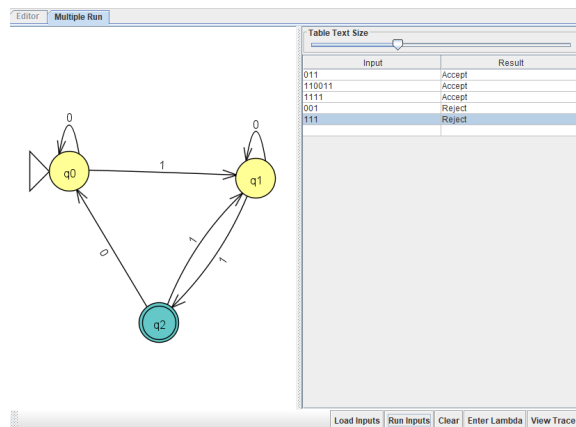 Editor Multiple Run
Table Text Size
Input Result
011 Accept
110011 Accept
1111 Accept
001 Reject
111 Reject
0
0
q0
1
q1
0
1
1
q2
Load Inputs Run Inputs Clear Enter Lambda View Trace